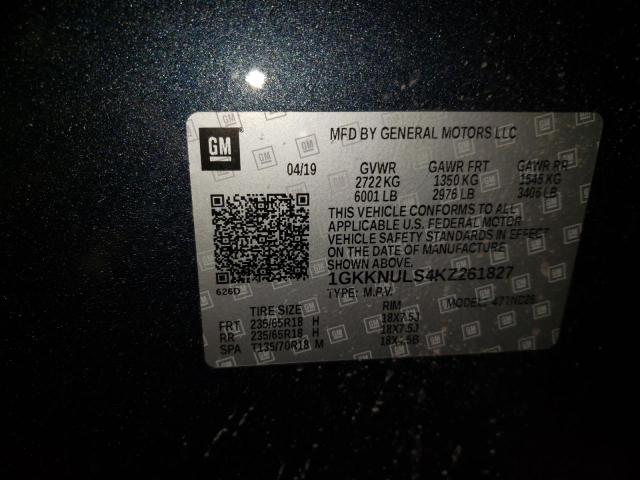 GM
MFD BY GENERAL MOTORS LLC
04/19 GVWR GAWR FRT GAWR RR
2722 KG 1350 KG 1545 KG
6001 LB 2976 LB 3406 LB
THIS VEHICLE CONFORMS TO ALL
APPLICABLE U.S. FEDERAL MOTOR
VEHICLE SAFETY STANDARDS IN EFFECT
ON THE DATE OF MANUFACTURE
SHOWN ABOVE.
1GKKNULS4KZ261827
626D TYPE: M.P.V. MODEL:
TIRE SIZE RIM
FRT 235/65R18 H 18X7.5J
RR 235/65R18 H 18X7.5J
SPA T135/70R18 M